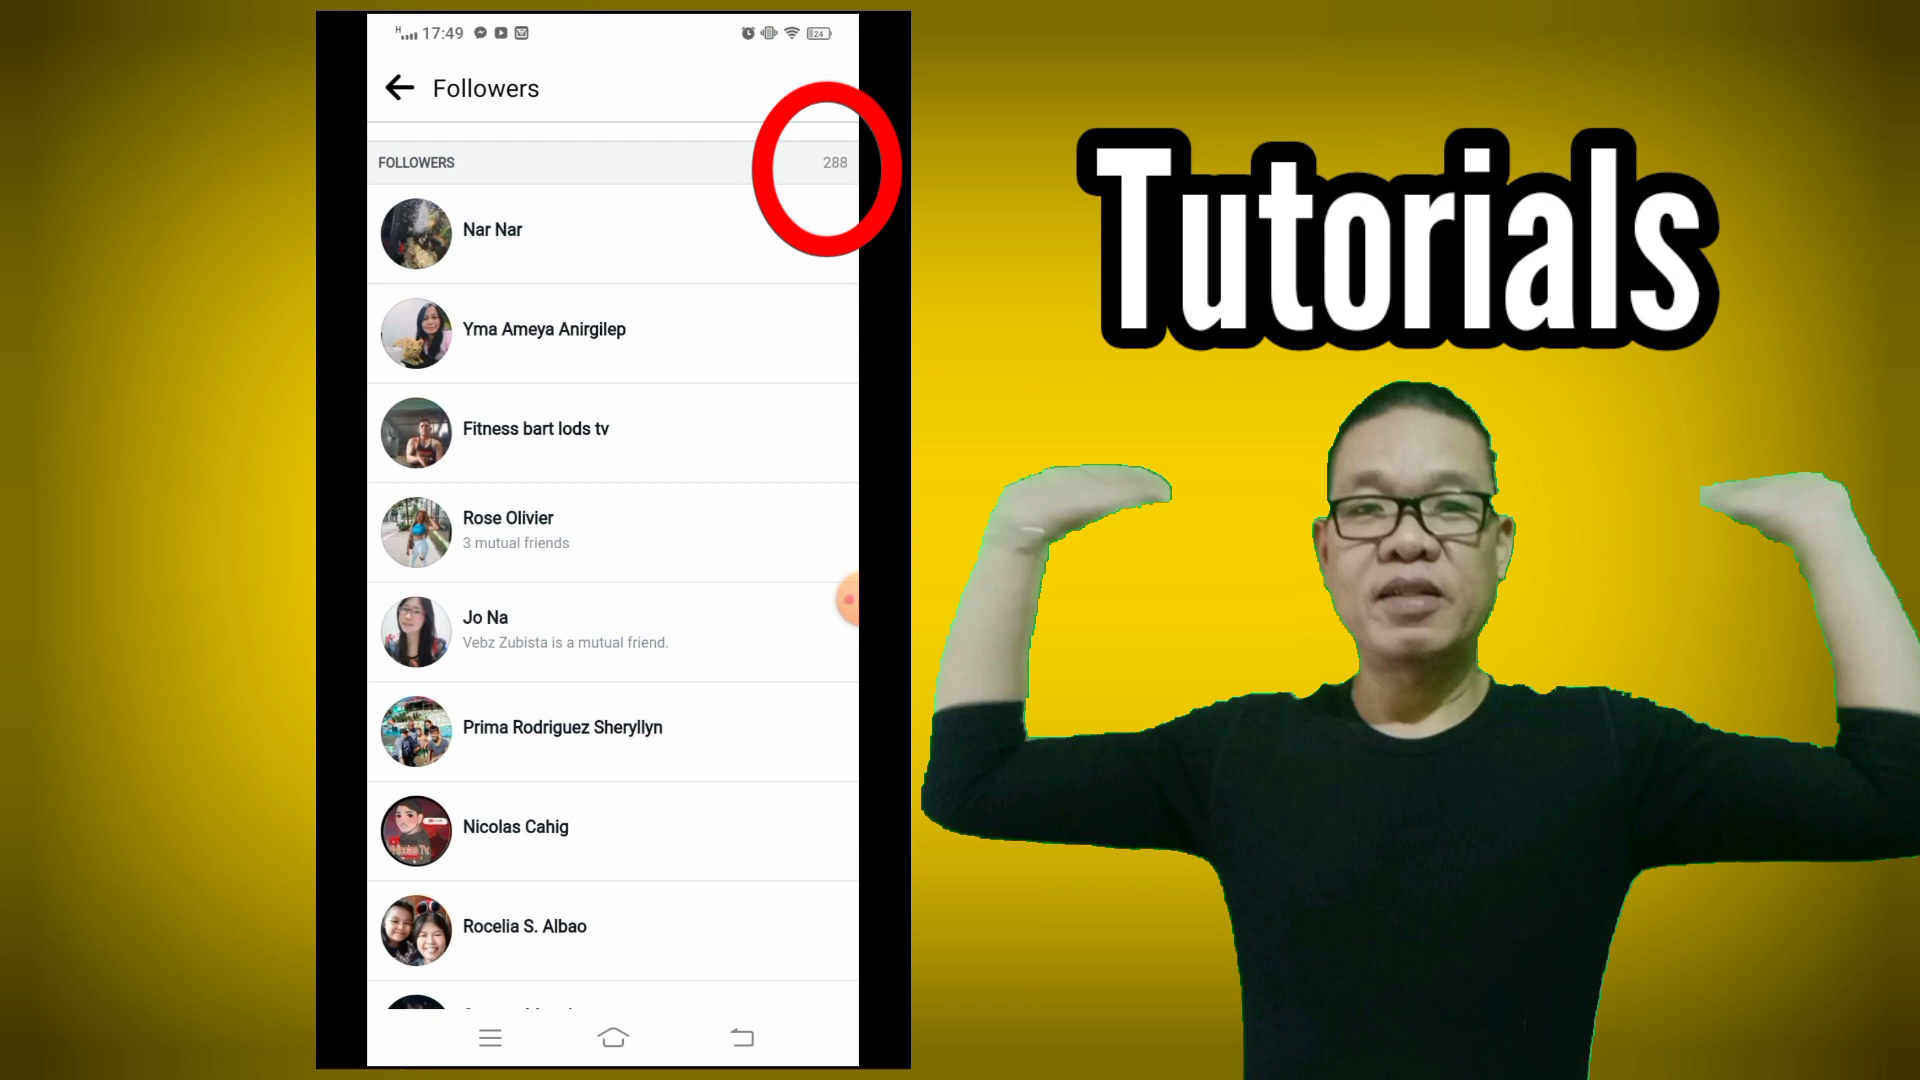 H 17:49 24
Followers
FOLLOWERS 288
Nar Nar
Yma Ameya Anirgilep
Fitness bart lods tv
Rose Olivier
3 mutual friends
Jo Na
Vebz Zubista is a mutual friend.
Prima Rodriguez Sheryllyn
Nicolas Cahig
Rocelia S. Albao
Tutorials